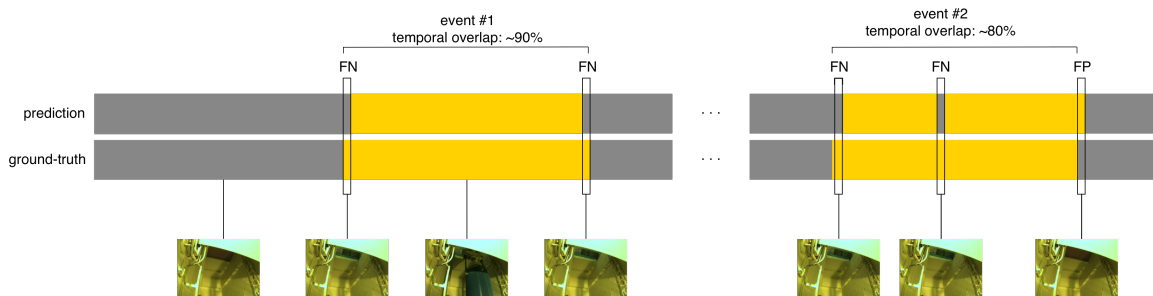 event #1
temporal overlap: ~90%
event #2
temporal overlap: ~80%
FN
FN
FN
FN
FP
prediction
. . .
ground-truth
. . .